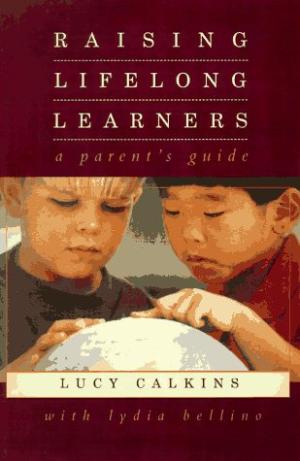 RAISING
LIFELONG
LEARNERS
a parent's guide
LUCY CALKINS
with lydia bellino